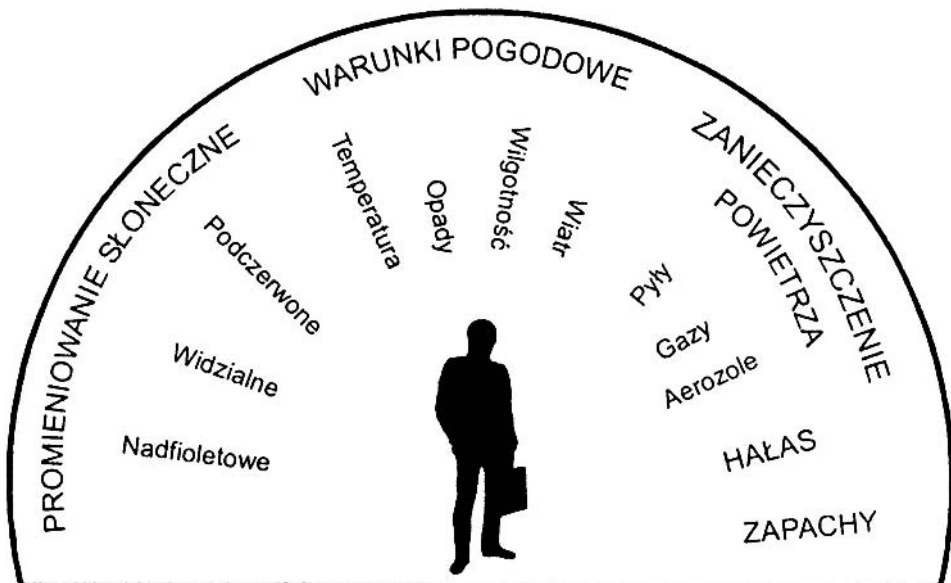 PROMIENIOWANIE SŁONECZNE
Nadfioletowe
Widzialne
Podczerwone
WARUNKI POGODOWE
Temperatura
Opady
Wilgotność
Wiatr
ZANIECZYSZCZENIE
POWIETRZA
Pyły
Gazy
Aerozole
HAŁAS
ZAPACHY